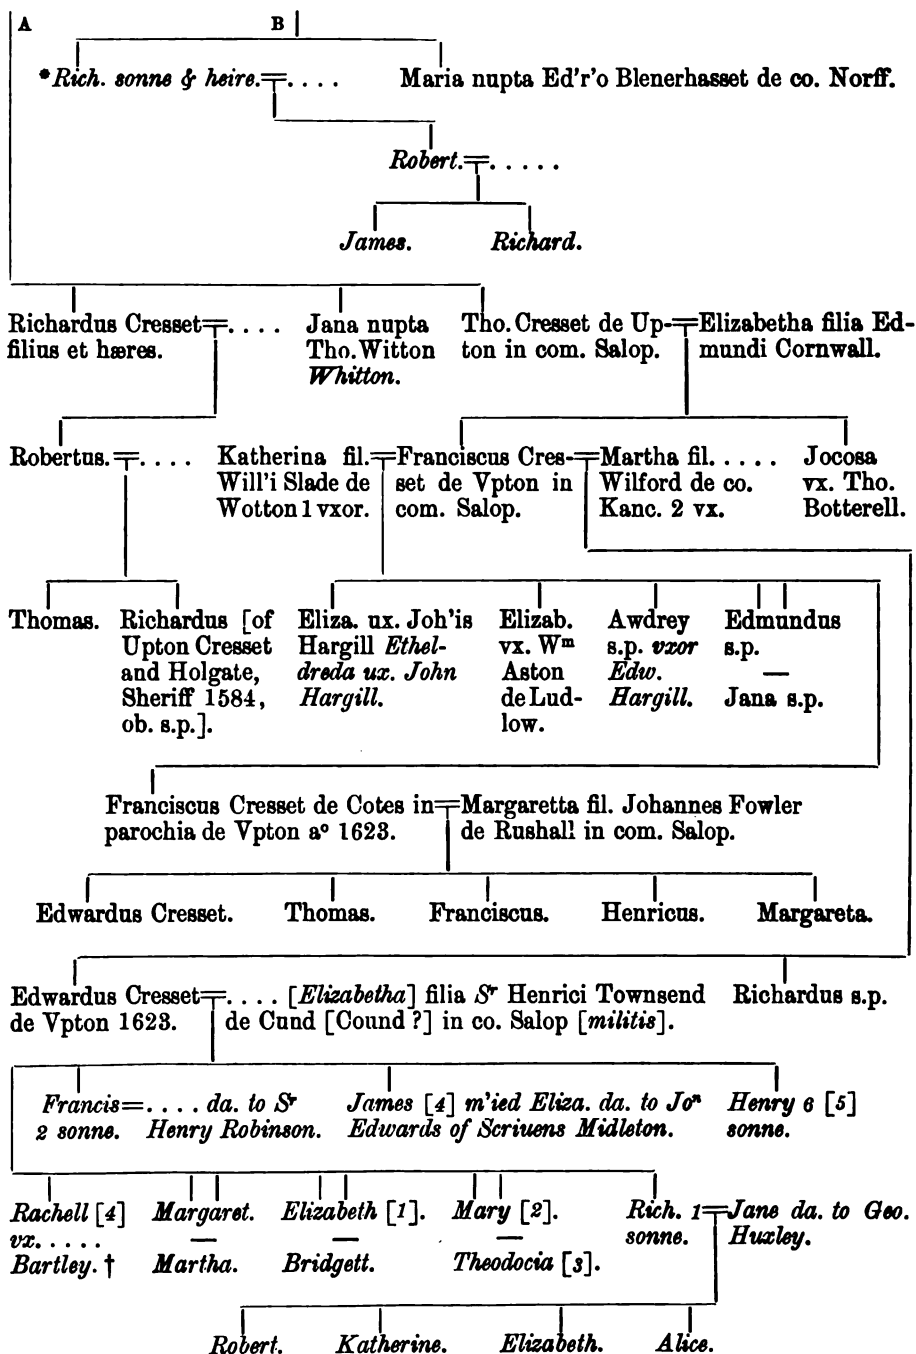 A B
*Rich. sonne & heire.=.... Maria nupta Ed'r'o Blenerhasset de co. Norff.
Robert.=.....
James. Richard.
Richardus Cresset=.... Jana nupta Tho. Cresset de Up-=Elizabetha filia Ed-
filius et hæres. Tho. Witton ton in com. Salop. mundi Cornwall.
Whitton.
Robertus.=.... Katherina fil.=Franciscus Cres-=Martha fil..... Jocosa
Will'i Slade de set de Vpton in Wilford de co. vx. Tho.
Wotton 1 vxor. com. Salop. Kanc. 2 vx. Botterell.
Thomas. Richardus [of Eliza. ux. Joh'is Elizab. Awdrey Edmundus
Upton Cresset Hargill Ethel- vx. Wm s.p. vxor s.p.
and Holgate, dreda ux. John Aston Edw. —
Sheriff 1584, Hargill. de Lud- Hargill. Jana s.p.
ob. s.p.]. low.
Franciscus Cresset de Cotes in=Margaretta fil. Johannes Fowler
parochia de Vpton aº 1623. de Rushall in com. Salop.
Edwardus Cresset. Thomas. Franciscus. Henricus. Margareta.
Edwardus Cresset=.... [Elizabetha] filia Sr Henrici Townsend Richardus s.p.
de Vpton 1623. de Cund [Cound ?] in co. Salop [militis].
Francis=.... da. to Sr James [4] m'ied Eliza. da. to Jon Henry 6 [5]
2 sonne. Henry Robinson. Edwards of Scriuens Midleton. sonne.
Rachell [4] Margaret. Elizabeth [1]. Mary [2]. Rich. 1=Jane da. to Geo.
vx..... — — — sonne. Huxley.
Bartley. † Martha. Bridgett. Theodocia [3].
Robert. Katherine. Elizabeth. Alice.